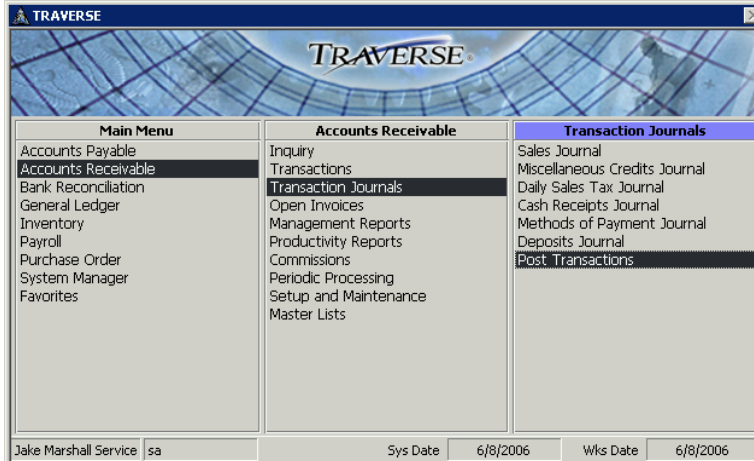 TRAVERSE
TRAVERSE
Main Menu
Accounts Payable
Accounts Receivable
Bank Reconciliation
General Ledger
Inventory
Payroll
Purchase Order
System Manager
Favorites
Accounts Receivable
Inquiry
Transactions
Transaction Journals
Open Invoices
Management Reports
Productivity Reports
Commissions
Periodic Processing
Setup and Maintenance
Master Lists
Transaction Journals
Sales Journal
Miscellaneous Credits Journal
Daily Sales Tax Journal
Cash Receipts Journal
Methods of Payment Journal
Deposits Journal
Post Transactions
Jake Marshall Service sa Sys Date 6/8/2006 Wks Date 6/8/2006